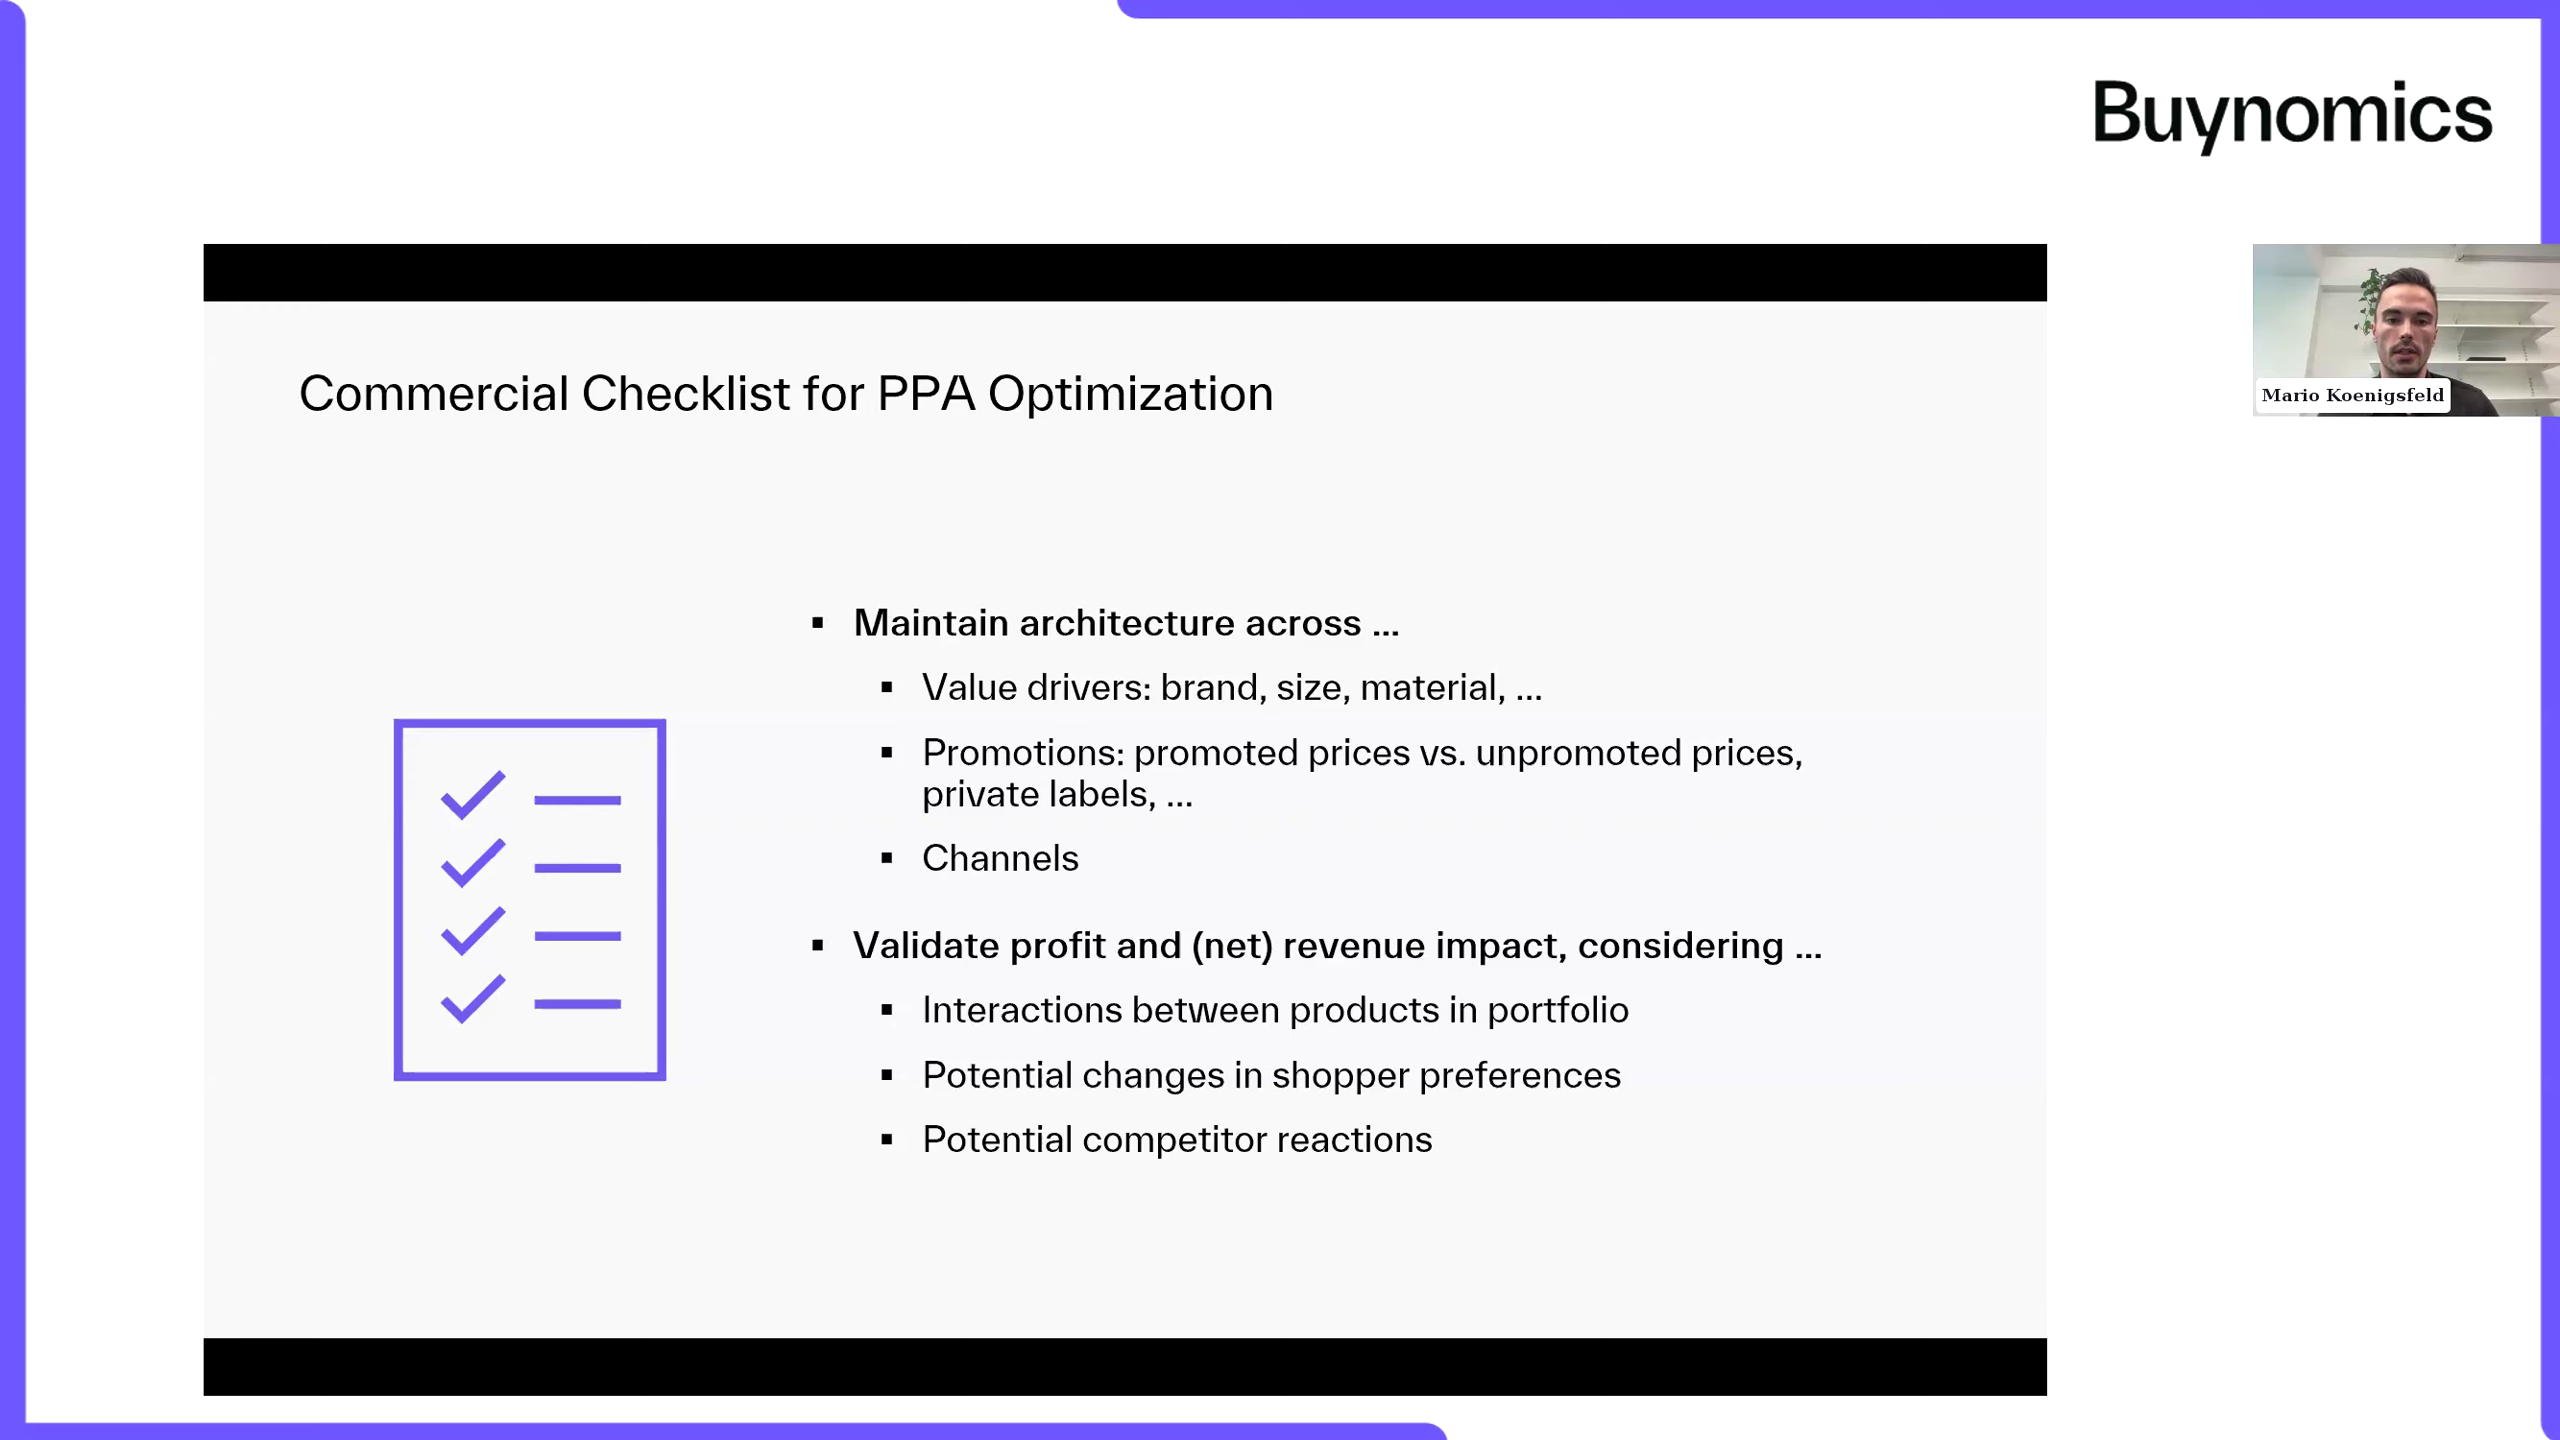 Buynomics
Mario Koenigsfeld
Commercial Checklist for PPA Optimization
▪ Maintain architecture across ...
▪ Value drivers: brand, size, material, ...
▪ Promotions: promoted prices vs. unpromoted prices,
private labels, ...
▪ Channels
▪ Validate profit and (net) revenue impact, considering ...
▪ Interactions between products in portfolio
▪ Potential changes in shopper preferences
▪ Potential competitor reactions